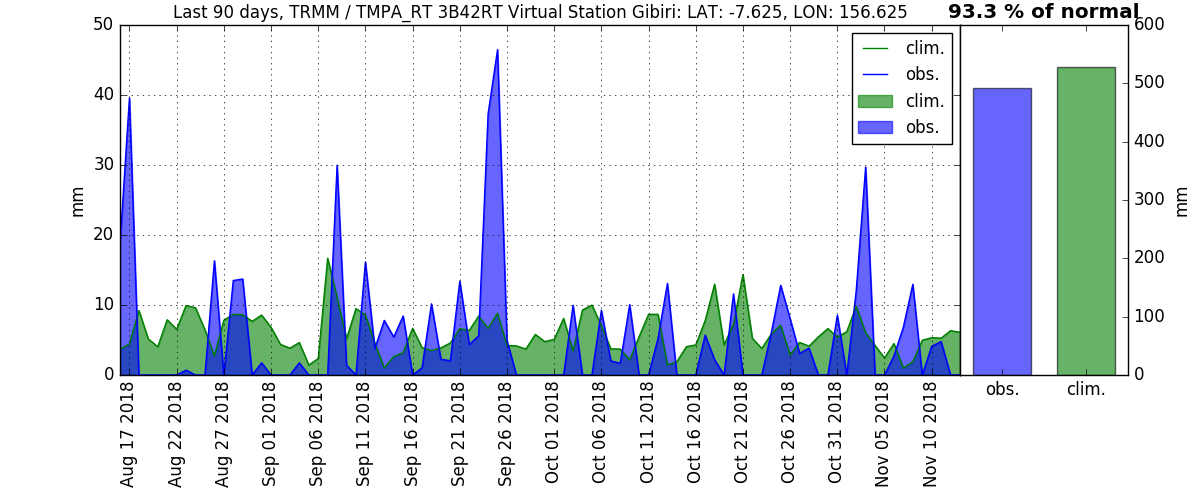 Last 90 days, TRMM / TMPA_RT 3B42RT Virtual Station Gibiri: LAT: -7.625, LON: 156.625
93.3 % of normal
50
40
30
20
10
0
mm
clim.
obs.
clim.
obs.
600
500
400
300
200
100
0
mm
Aug 17 2018
Aug 22 2018
Aug 27 2018
Sep 01 2018
Sep 06 2018
Sep 11 2018
Sep 16 2018
Sep 21 2018
Sep 26 2018
Oct 01 2018
Oct 06 2018
Oct 11 2018
Oct 16 2018
Oct 21 2018
Oct 26 2018
Oct 31 2018
Nov 05 2018
Nov 10 2018
obs.
clim.